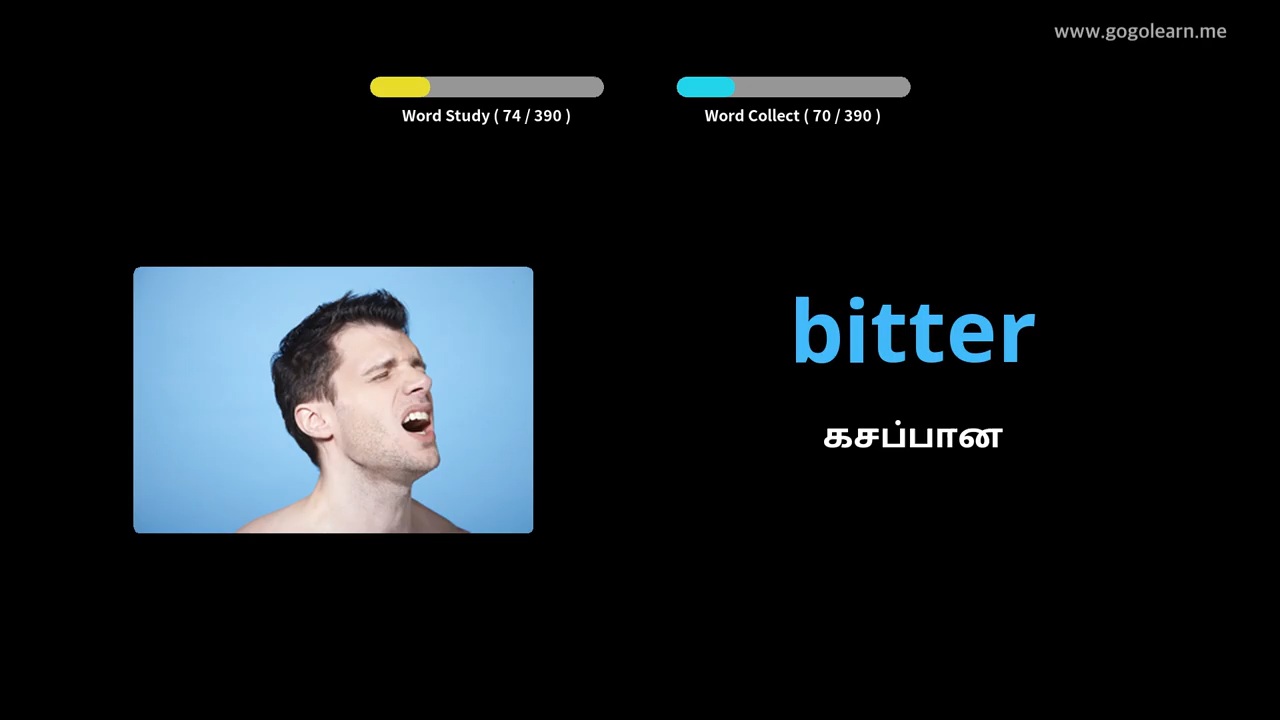 www.gogolearn.me
Word Study ( 74 / 390 )
Word Collect ( 70 / 390 )
bitter
கசப்பான